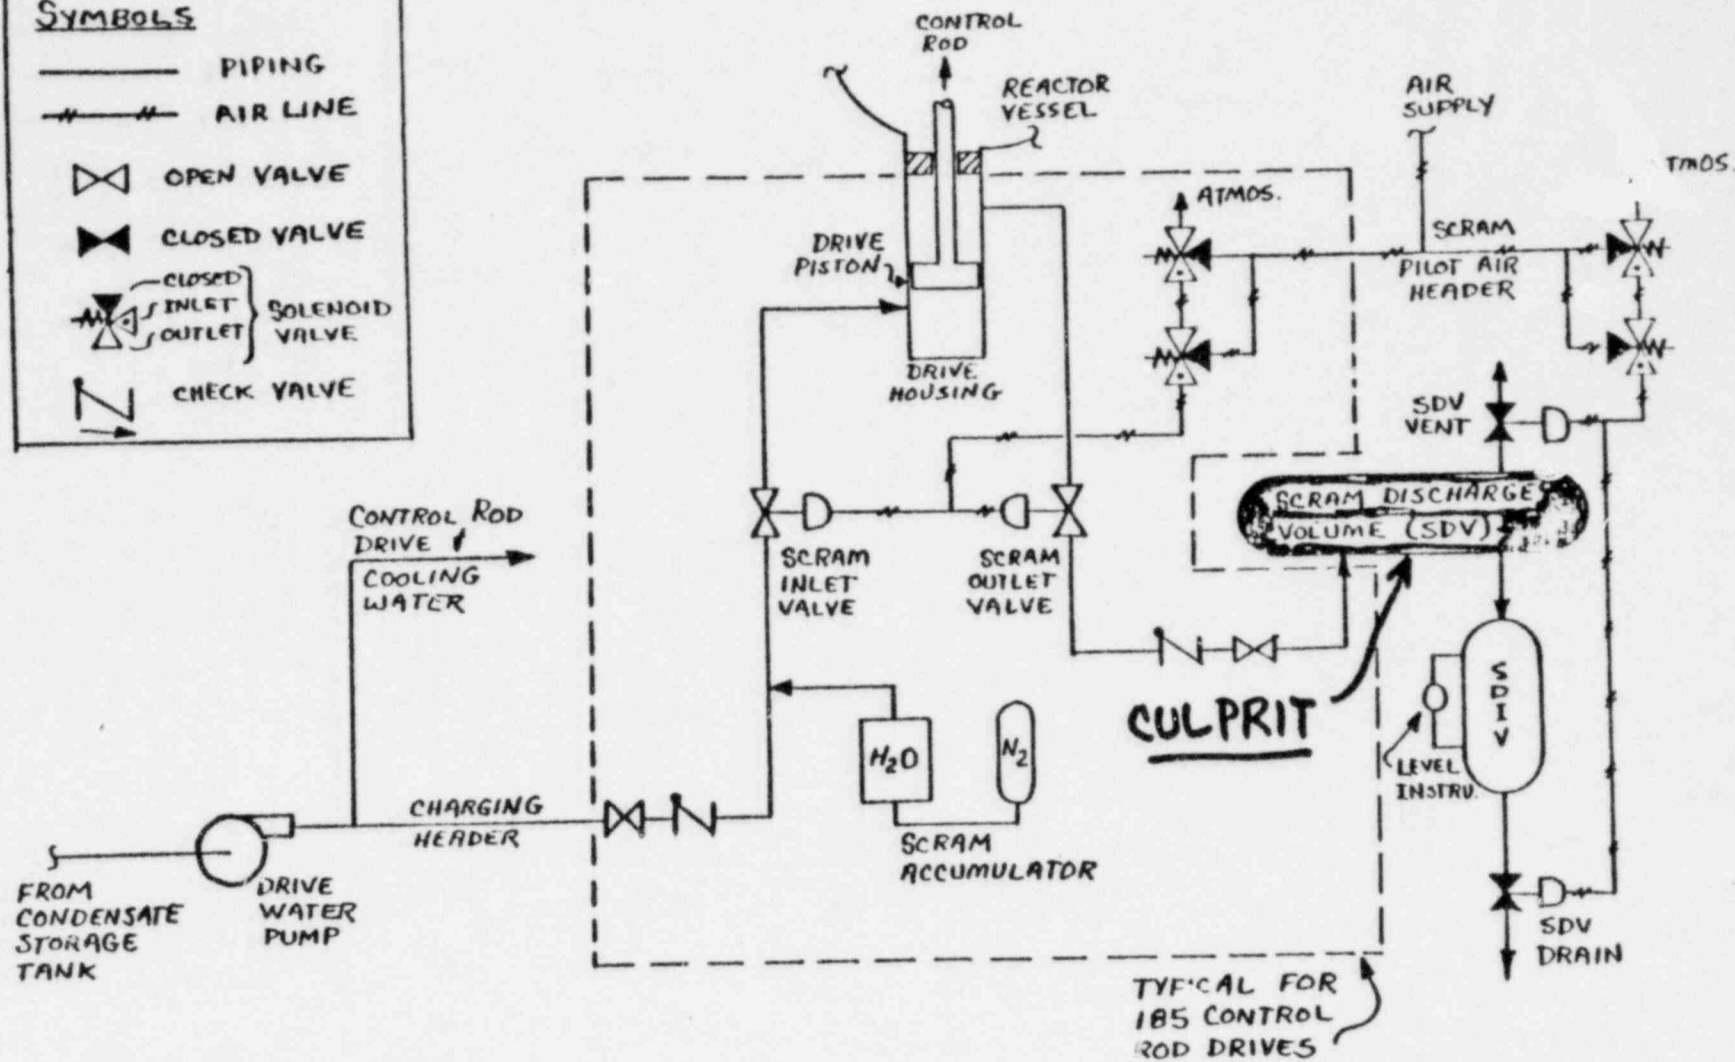 SYMBOLS
PIPING
AIR LINE
OPEN VALVE
CLOSED VALVE
CLOSED
INLET
OUTLET
SOLENOID
VALVE
CHECK VALVE
CONTROL
ROD
REACTOR
VESSEL
AIR
SUPPLY
TMOS.
ATMOS.
SCRAM
PILOT AIR
HEADER
DRIVE
PISTON
DRIVE
HOUSING
SDV
VENT
SCRAM DISCHARGE
VOLUME (SDV)
CONTROL ROD
DRIVE &
COOLING
WATER
SCRAM
INLET
VALVE
SCRAM
OUTLET
VALVE
CULPRIT
SDIV
LEVEL
INSTRU.
H2O
N2
CHARGING
HEADER
SCRAM
ACCUMULATOR
FROM
CONDENSATE
STORAGE
TANK
DRIVE
WATER
PUMP
SDV
DRAIN
TYPICAL FOR
185 CONTROL
ROD DRIVES